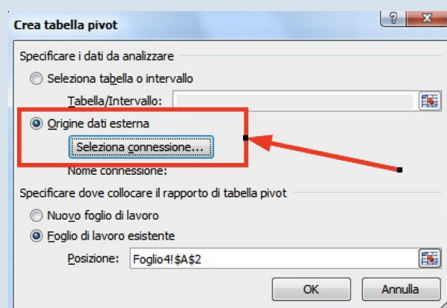 Crea tabella pivot
Specificare i dati da analizzare
Seleziona tabella o intervallo
Tabella/Intervallo:
Origine dati esterna
Seleziona connessione...
Nome connessione:
Specificare dove collocare il rapporto di tabella pivot
Nuovo foglio di lavoro
Foglio di lavoro esistente
Posizione: Foglio4!$A$2
OK Annulla